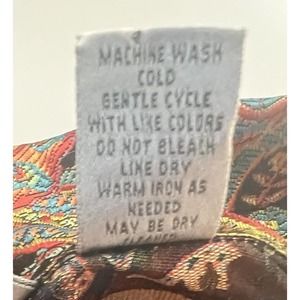 MACHINE WASH
COLD
GENTLE CYCLE
WITH LIKE COLORS
DO NOT BLEACH
LINE DRY
WARM IRON AS
NEEDED
MAY BE DRY
CLEANED